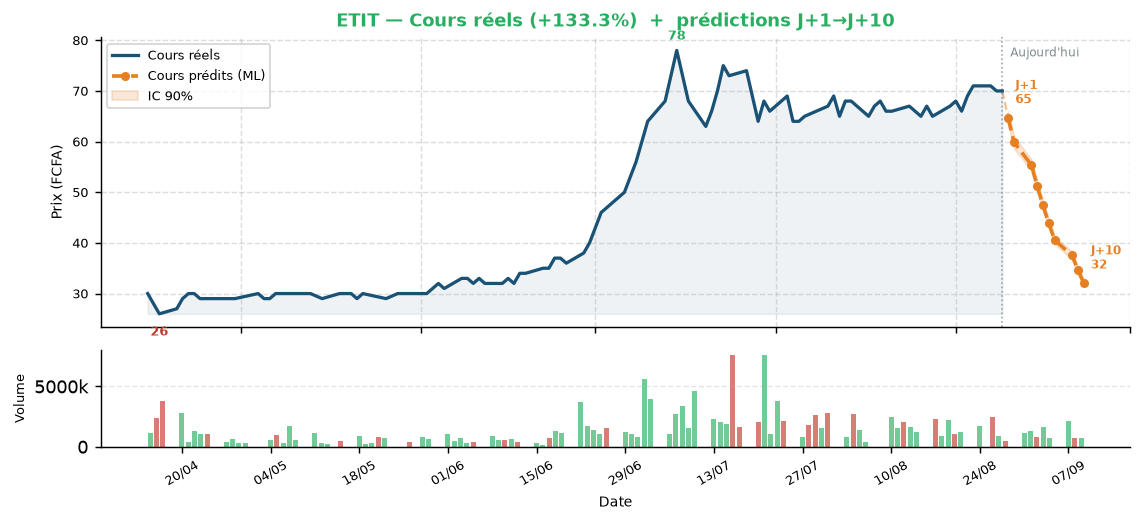 ETIT — Cours réels (+133.3%)  +  prédictions J+1→J+10
78
Cours réels
Cours prédits (ML)
IC 90%
Aujourd'hui
J+1
65
J+10
32
26
80
70
60
50
40
30
Prix (FCFA)
5000k
0
Volume
20/04
04/05
18/05
01/06
15/06
29/06
13/07
27/07
10/08
24/08
07/09
Date